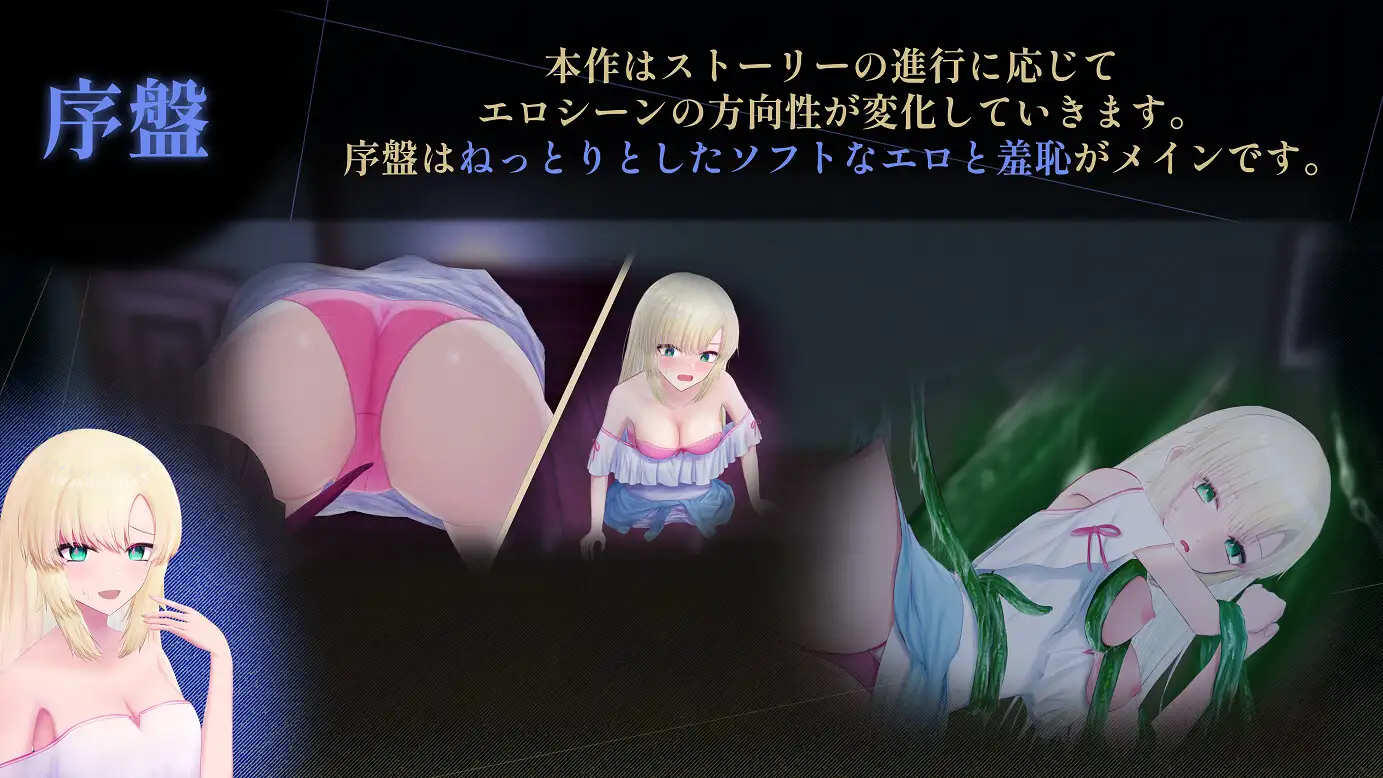 序盤
本作はストーリーの進行に応じて
エロシーンの方向性が変化していきます。
序盤はねっとりとしたソフトなエロと羞恥がメインです。